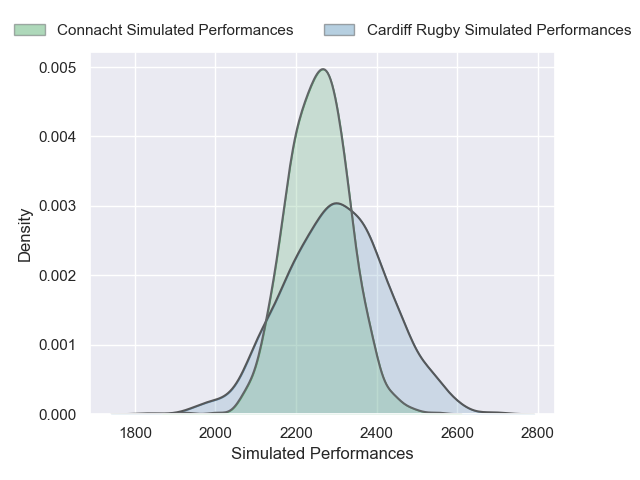 Connacht Simulated Performances Cardiff Rugby Simulated Performances
0.005
0.004
0.003
0.002
0.001
0.000
Density
1800 2000 2200 2400 2600 2800
Simulated Performances